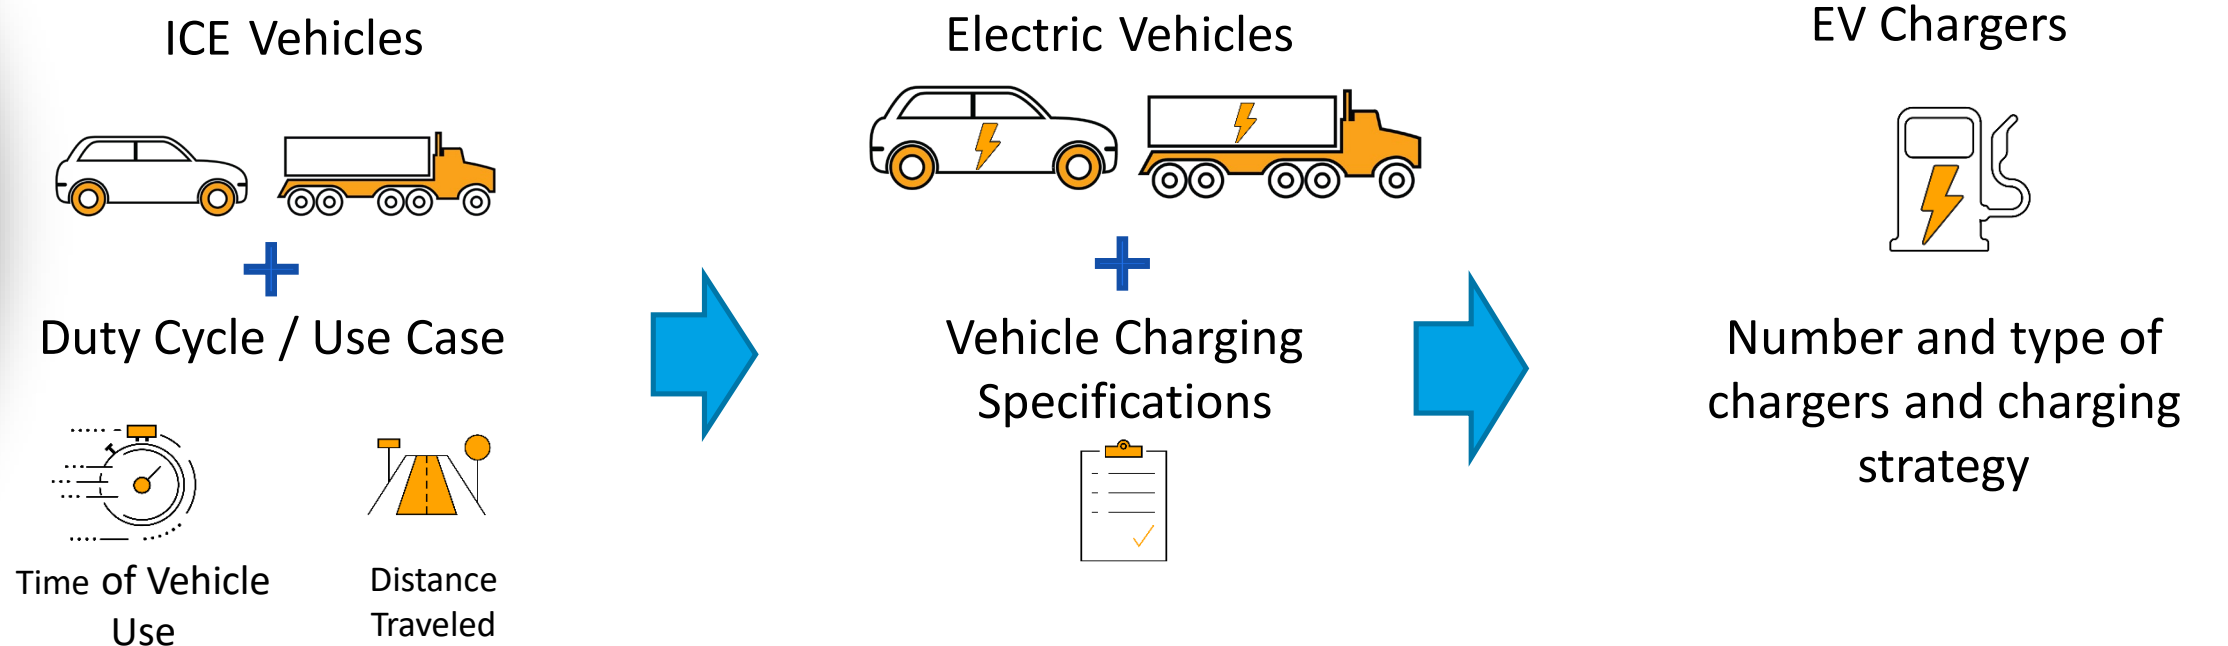 ICE Vehicles
Duty Cycle / Use Case
Time of Vehicle
Use
Distance
Traveled
Electric Vehicles
Vehicle Charging
Specifications
EV Chargers
Number and type of
chargers and charging
strategy